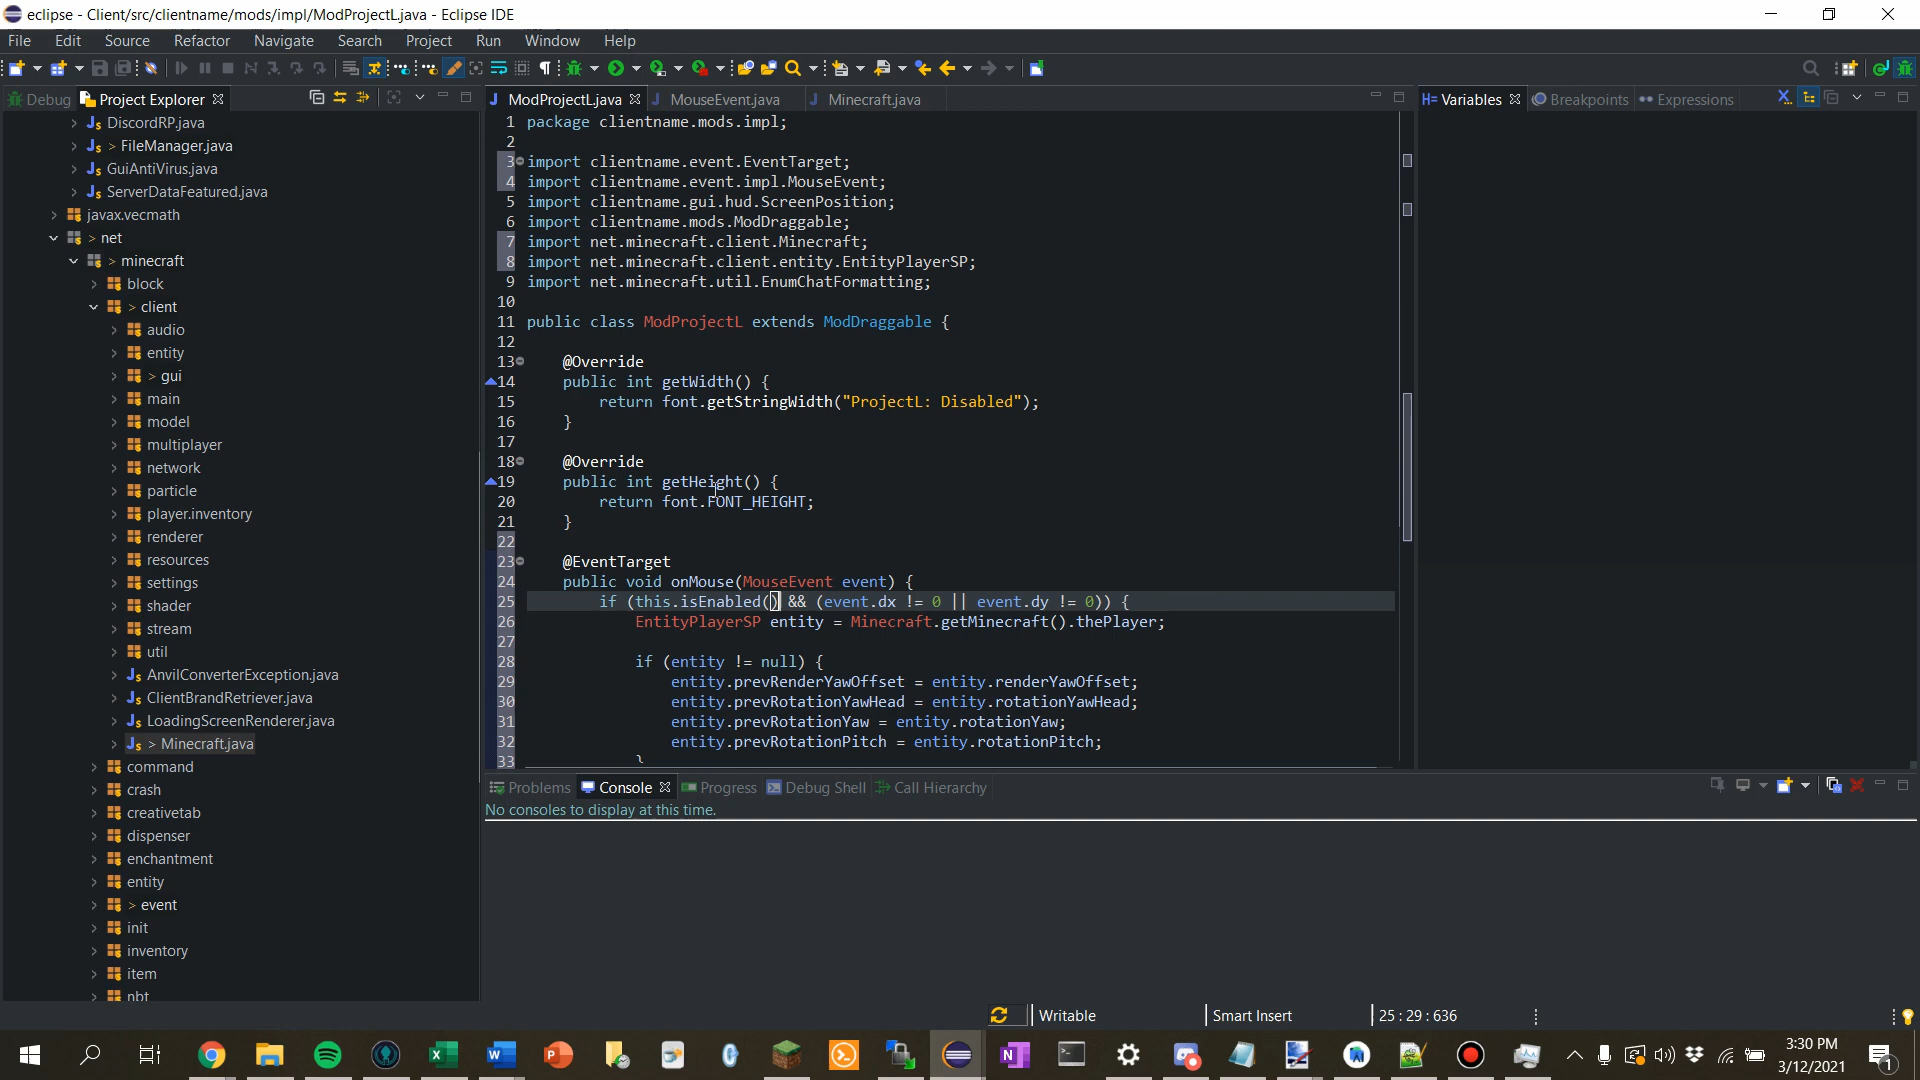 eclipse - Client/src/clientname/mods/impl/ModProjectL.java - Eclipse IDE
File Edit Source Refactor Navigate Search Project Run Window Help
Debug Project Explorer
DiscordRP.java
> FileManager.java
GuiAntiVirus.java
ServerDataFeatured.java
javax.vecmath
> net
> minecraft
block
> client
audio
entity
> gui
main
model
multiplayer
network
particle
player.inventory
renderer
resources
settings
shader
stream
util
AnvilConverterException.java
ClientBrandRetriever.java
LoadingScreenRenderer.java
> Minecraft.java
command
crash
creativetab
dispenser
enchantment
entity
> event
init
inventory
item
nbt
ModProjectL.java MouseEvent.java Minecraft.java
1 package clientname.mods.impl;
2
3 import clientname.event.EventTarget;
4 import clientname.event.impl.MouseEvent;
5 import clientname.gui.hud.ScreenPosition;
6 import clientname.mods.ModDraggable;
7 import net.minecraft.client.Minecraft;
8 import net.minecraft.client.entity.EntityPlayerSP;
9 import net.minecraft.util.EnumChatFormatting;
10
11 public class ModProjectL extends ModDraggable {
12
13 @Override
14 public int getWidth() {
15 return font.getStringWidth("ProjectL: Disabled");
16 }
17
18 @Override
19 public int getHeight() {
20 return font.FONT_HEIGHT;
21 }
22
23 @EventTarget
24 public void onMouse(MouseEvent event) {
25 if (this.isEnabled() && (event.dx != 0 || event.dy != 0)) {
26 EntityPlayerSP entity = Minecraft.getMinecraft().thePlayer;
27
28 if (entity != null) {
29 entity.prevRenderYawOffset = entity.renderYawOffset;
30 entity.prevRotationYawHead = entity.rotationYawHead;
31 entity.prevRotationYaw = entity.rotationYaw;
32 entity.prevRotationPitch = entity.rotationPitch;
33 }
Variables Breakpoints Expressions
Problems Console Progress Debug Shell Call Hierarchy
No consoles to display at this time.
Writable Smart Insert 25 : 29 : 636
3:30 PM
3/12/2021
1